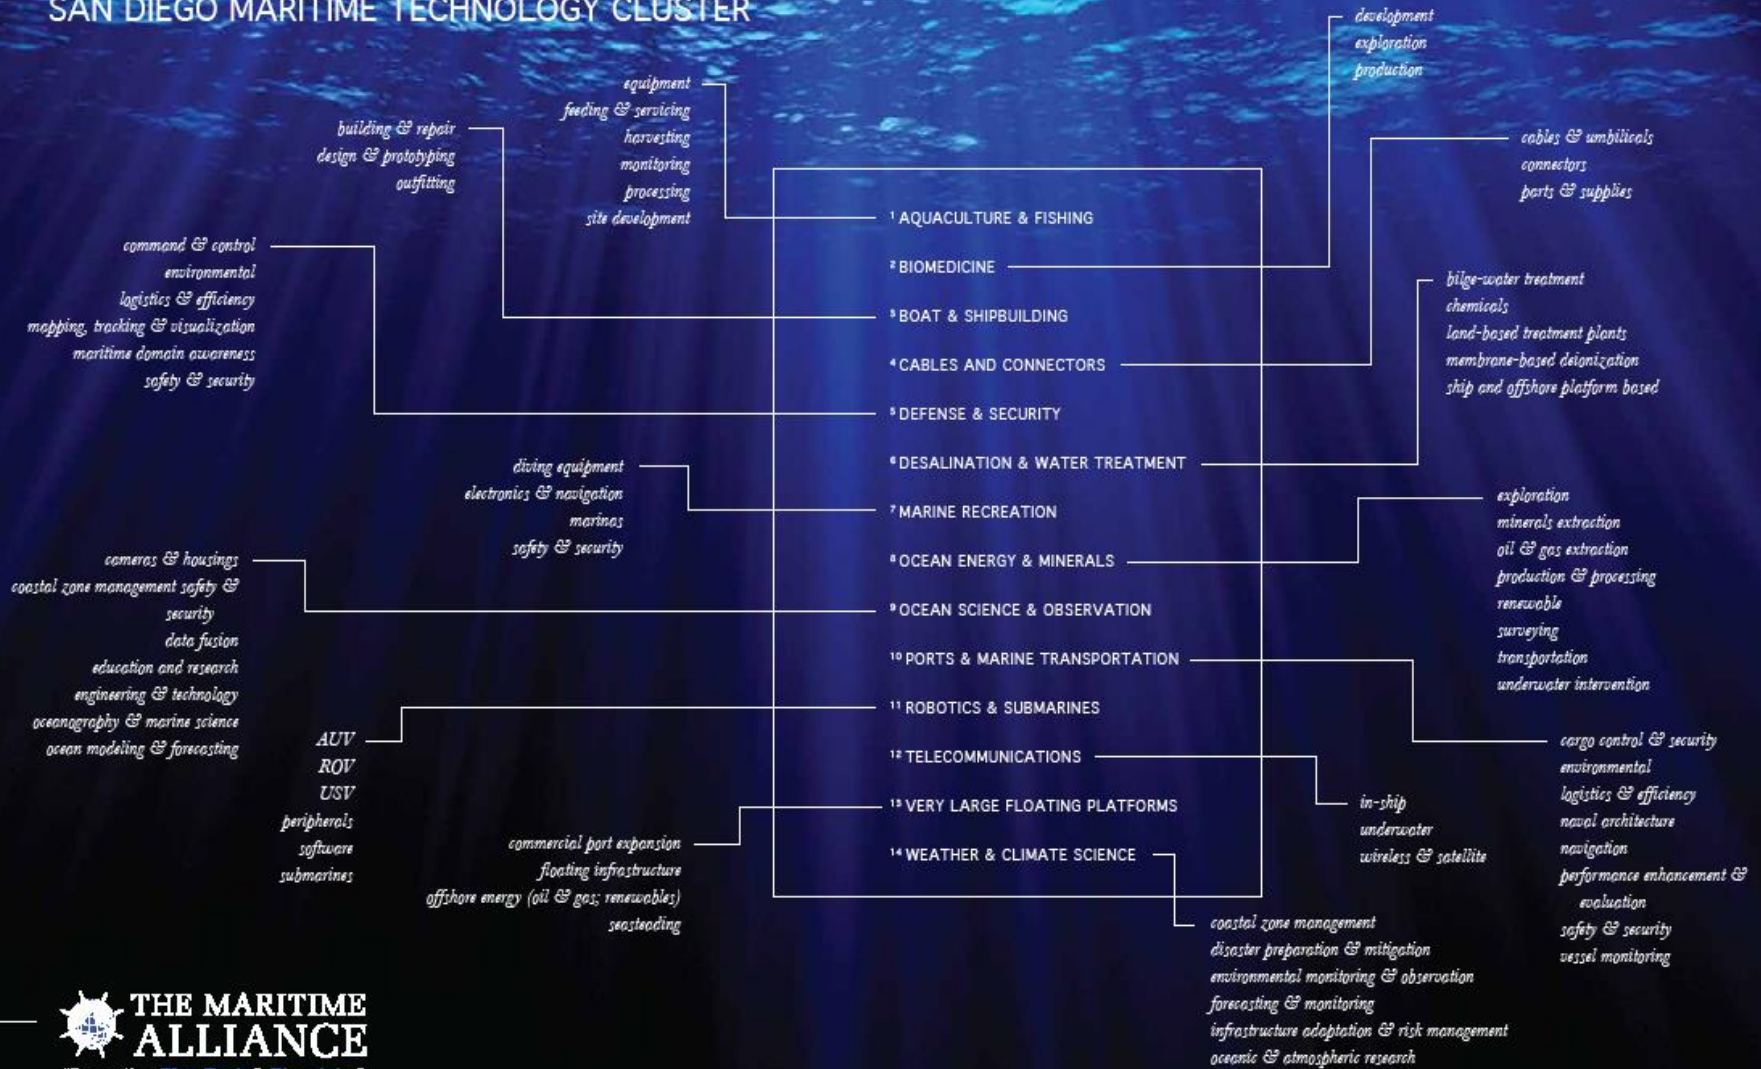 SAN DIEGO MARITIME TECHNOLOGY CLUSTER
development
exploration
production
equipment
feeding & servicing
harvesting
monitoring
processing
site development
building & repair
design & prototyping
outfitting
cables & umbilicals
connectors
parts & supplies
command & control
environmental
logistics & efficiency
mapping, tracking & visualization
maritime domain awareness
safety & security
bilge-water treatment
chemicals
land-based treatment plants
membrane-based deionization
ship and offshore platform based
1 AQUACULTURE & FISHING
2 BIOMEDICINE
3 BOAT & SHIPBUILDING
4 CABLES AND CONNECTORS
5 DEFENSE & SECURITY
6 DESALINATION & WATER TREATMENT
7 MARINE RECREATION
8 OCEAN ENERGY & MINERALS
9 OCEAN SCIENCE & OBSERVATION
10 PORTS & MARINE TRANSPORTATION
11 ROBOTICS & SUBMARINES
12 TELECOMMUNICATIONS
13 VERY LARGE FLOATING PLATFORMS
14 WEATHER & CLIMATE SCIENCE
diving equipment
electronics & navigation
marinas
safety & security
exploration
minerals extraction
oil & gas extraction
production & processing
renewable
surveying
transportation
underwater intervention
cameras & housings
coastal zone management safety &
security
data fusion
education and research
engineering & technology
oceanography & marine science
ocean modeling & forecasting
AUV
ROV
USV
peripherals
software
submarines
cargo control & security
environmental
logistics & efficiency
naval architecture
navigation
performance enhancement &
evaluation
safety & security
vessel monitoring
in-ship
underwater
wireless & satellite
commercial port expansion
floating infrastructure
offshore energy (oil & gas; renewables)
seasteading
coastal zone management
disaster preparation & mitigation
environmental monitoring & observation
forecasting & monitoring
infrastructure adaptation & risk management
oceanic & atmospheric research
THE MARITIME
ALLIANCE